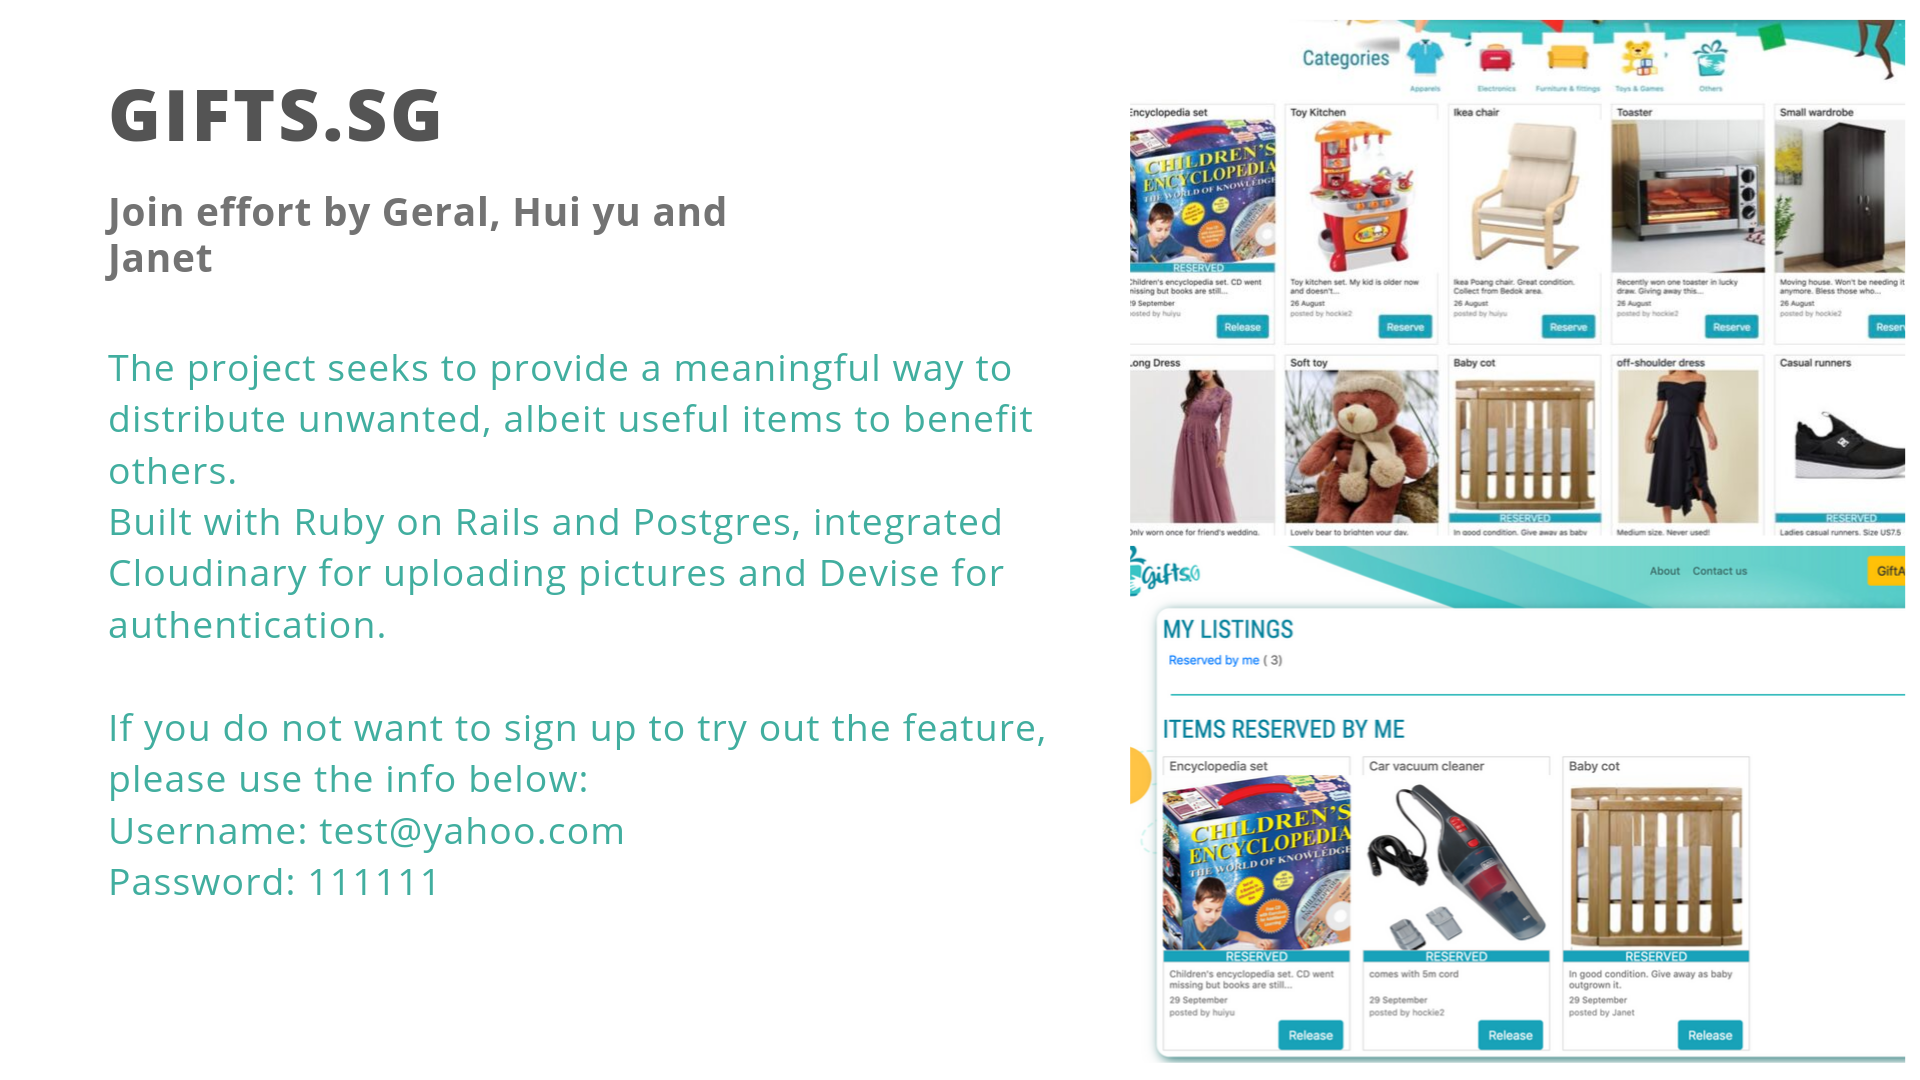 GIFTS.SG
Join effort by Geral, Hui yu and
Janet
The project seeks to provide a meaningful way to
distribute unwanted, albeit useful items to benefit
others.
Built with Ruby on Rails and Postgres, integrated
Cloudinary for uploading pictures and Devise for
authentication.
If you do not want to sign up to try out the feature,
please use the info below:
Username: test@yahoo.com
Password: 111111
Categories
Apparels Electronics Furniture & fittings Toys & Games Others
Encyclopedia set
CHILDREN'S
ENCYCLOPEDIA
THE WORLD OF KNOWLEDGE
RESERVED
Children's encyclopedia set. CD went
missing but books are still...
29 September
posted by huiyu
Release
Toy Kitchen
Toy kitchen set. My kid is older now
and doesn't...
26 August
posted by hockie2
Reserve
Ikea chair
Ikea Poang chair. Great condition.
Collect from Bedok area.
26 August
posted by huiyu
Reserve
Toaster
Recently won one toaster in lucky
draw. Giving away this...
26 August
posted by hockie2
Reserve
Small wardrobe
Moving house. Won't be needing it
anymore. Bless those who...
26 August
posted by hockie2
Reserv
Long Dress
Only worn once for friend's wedding.
Soft toy
Lovely bear to brighten your day.
Baby cot
RESERVED
In good condition. Give away as baby
off-shoulder dress
Medium size. Never used!
Casual runners
RESERVED
Ladies casual runners. Size US7.5
GiftsG
About Contact us
GiftA
MY LISTINGS
Reserved by me ( 3)
ITEMS RESERVED BY ME
Encyclopedia set
CHILDREN'S
ENCYCLOPEDIA
THE WORLD OF KNOWLEDGE
RESERVED
Children's encyclopedia set. CD went
missing but books are still...
29 September
posted by huiyu
Release
Car vacuum cleaner
RESERVED
comes with 5m cord
29 September
posted by hockie2
Release
Baby cot
RESERVED
In good condition. Give away as baby
outgrown it.
29 September
posted by Janet
Release